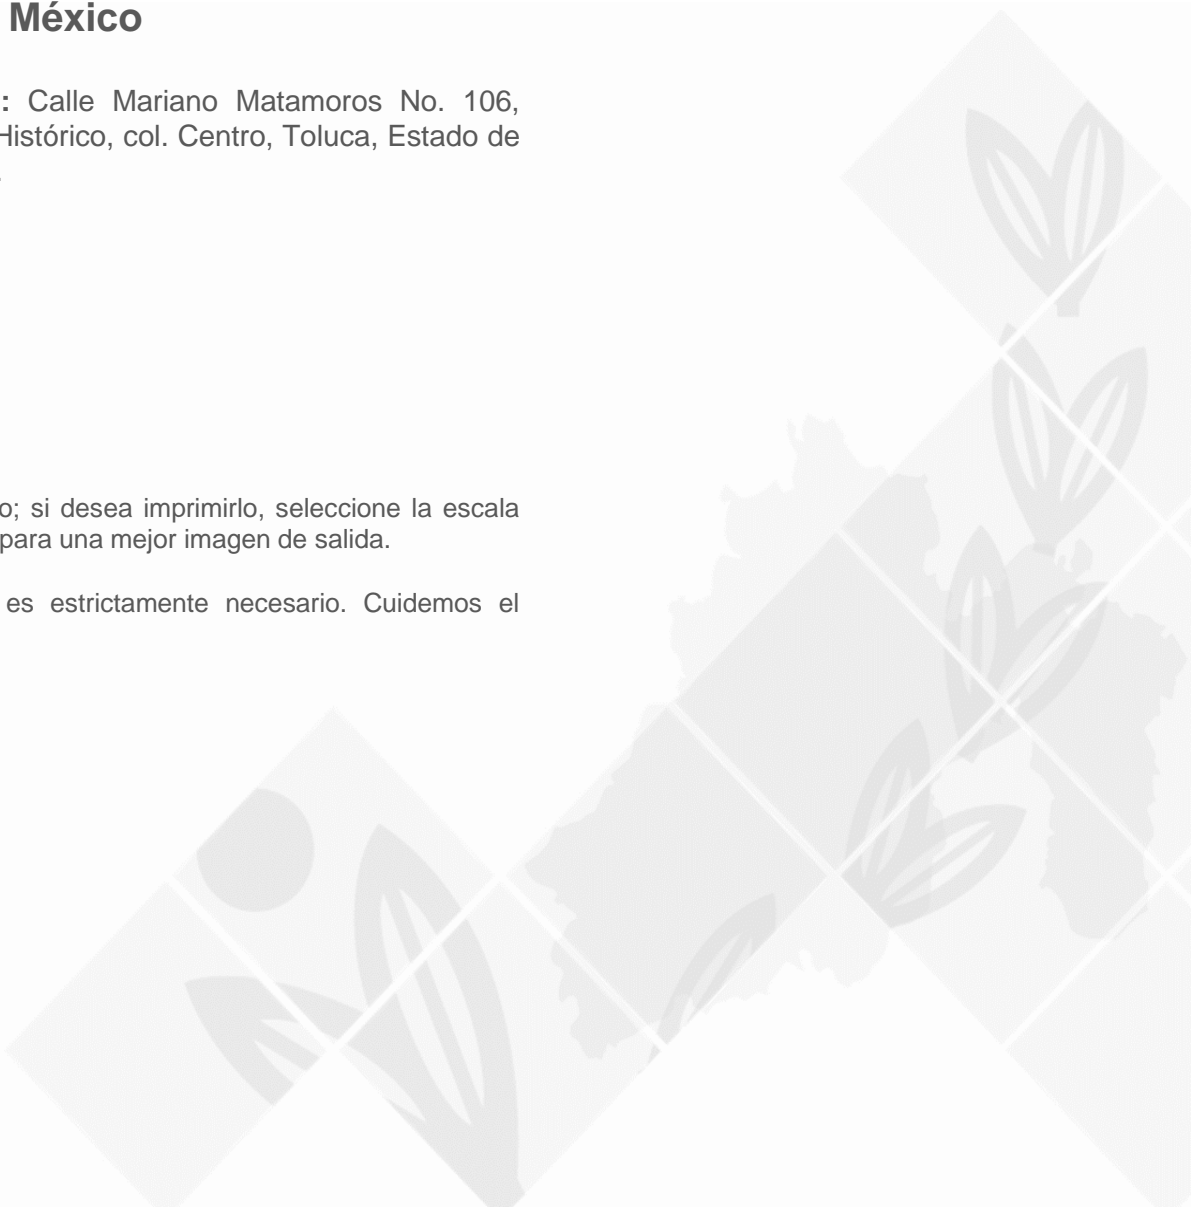 México
: Calle Mariano Matamoros No. 106,
Histórico, col. Centro, Toluca, Estado de
.
o; si desea imprimirlo, seleccione la escala
para una mejor imagen de salida.
es estrictamente necesario. Cuidemos el